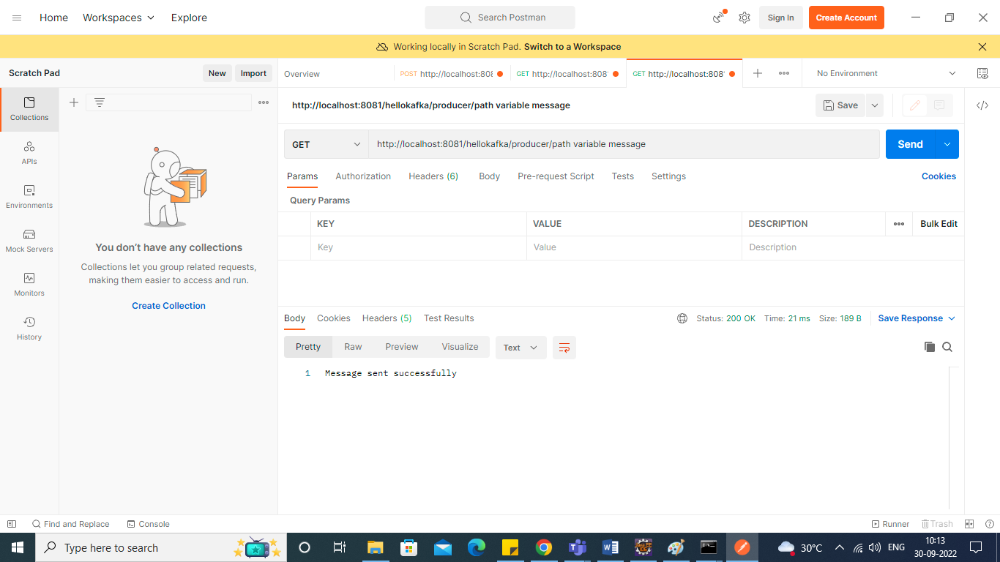 Home Workspaces Explore Search Postman Sign In Create Account
Working locally in Scratch Pad. Switch to a Workspace
Scratch Pad New Import Overview POST http://localhost:808 GET http://localhost:808 GET http://localhost:808 No Environment
http://localhost:8081/hellokafka/producer/path variable message Save
Collections
GET http://localhost:8081/hellokafka/producer/path variable message Send
APIs
Params Authorization Headers (6) Body Pre-request Script Tests Settings Cookies
Query Params
Environments
KEY VALUE DESCRIPTION Bulk Edit
Key Value Description
Mock Servers
You don't have any collections
Collections let you group related requests,
making them easier to access and run.
Monitors
Create Collection
Body Cookies Headers (5) Test Results Status: 200 OK Time: 21 ms Size: 189 B Save Response
History
Pretty Raw Preview Visualize Text
1 Message sent successfully
Find and Replace Console Runner Trash
Type here to search 30°C ENG 10:13
30-09-2022